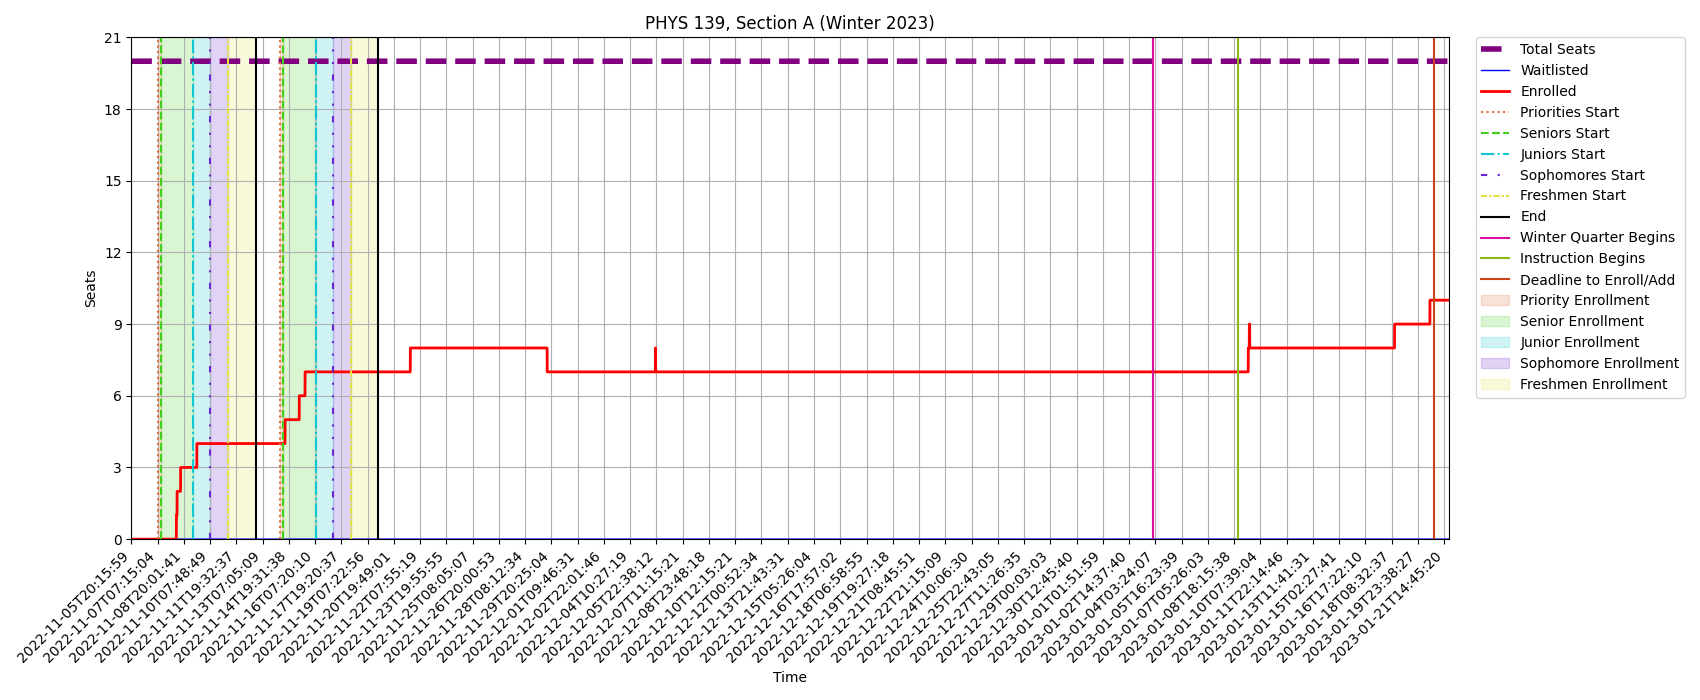 PHYS 139, Section A (Winter 2023)
21
18
15
12
9
6
3
0
Seats
2022-11-05T20:15:59
2022-11-07T07:15:04
2022-11-08T20:01:41
2022-11-10T07:48:49
2022-11-11T19:32:37
2022-11-13T07:05:09
2022-11-14T19:31:38
2022-11-16T07:20:10
2022-11-17T19:20:37
2022-11-19T07:22:56
2022-11-20T19:49:01
2022-11-22T07:55:19
2022-11-23T19:55:55
2022-11-25T08:05:07
2022-11-26T20:00:53
2022-11-28T08:12:34
2022-11-29T20:25:04
2022-12-01T09:46:31
2022-12-02T22:01:46
2022-12-04T10:27:19
2022-12-05T22:38:12
2022-12-07T11:15:21
2022-12-08T23:48:18
2022-12-10T12:15:21
2022-12-12T00:52:34
2022-12-13T21:43:31
2022-12-15T05:26:04
2022-12-16T17:57:02
2022-12-18T06:58:55
2022-12-19T19:27:18
2022-12-21T08:45:51
2022-12-22T21:15:09
2022-12-24T10:06:30
2022-12-25T22:43:05
2022-12-27T11:26:35
2022-12-29T00:03:03
2022-12-30T12:45:40
2023-01-01T01:51:59
2023-01-02T14:37:40
2023-01-04T03:24:07
2023-01-05T16:23:39
2023-01-07T05:26:03
2023-01-08T18:15:38
2023-01-10T07:39:04
2023-01-11T22:14:46
2023-01-13T11:41:31
2023-01-15T02:27:41
2023-01-16T17:22:10
2023-01-18T08:32:37
2023-01-19T23:38:27
2023-01-21T14:45:20
Time
Total Seats
Waitlisted
Enrolled
Priorities Start
Seniors Start
Juniors Start
Sophomores Start
Freshmen Start
End
Winter Quarter Begins
Instruction Begins
Deadline to Enroll/Add
Priority Enrollment
Senior Enrollment
Junior Enrollment
Sophomore Enrollment
Freshmen Enrollment